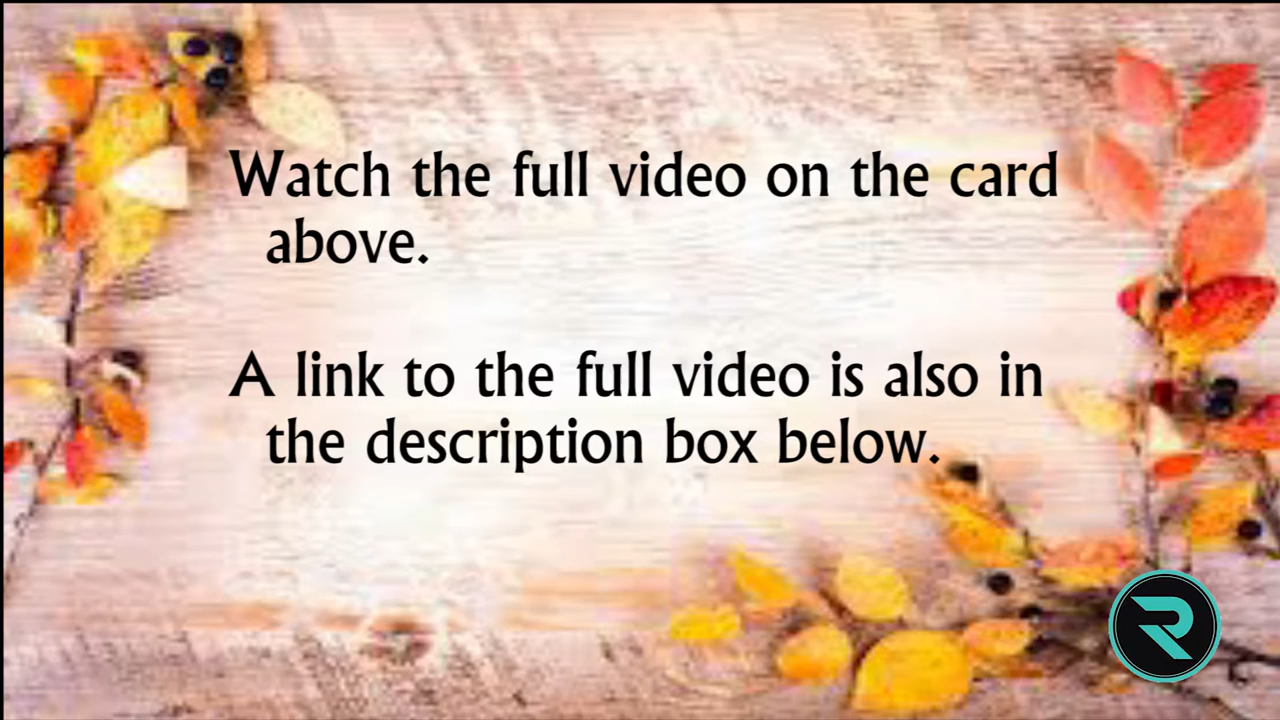 Watch the full video on the card
above.
A link to the full video is also in
the description box below.